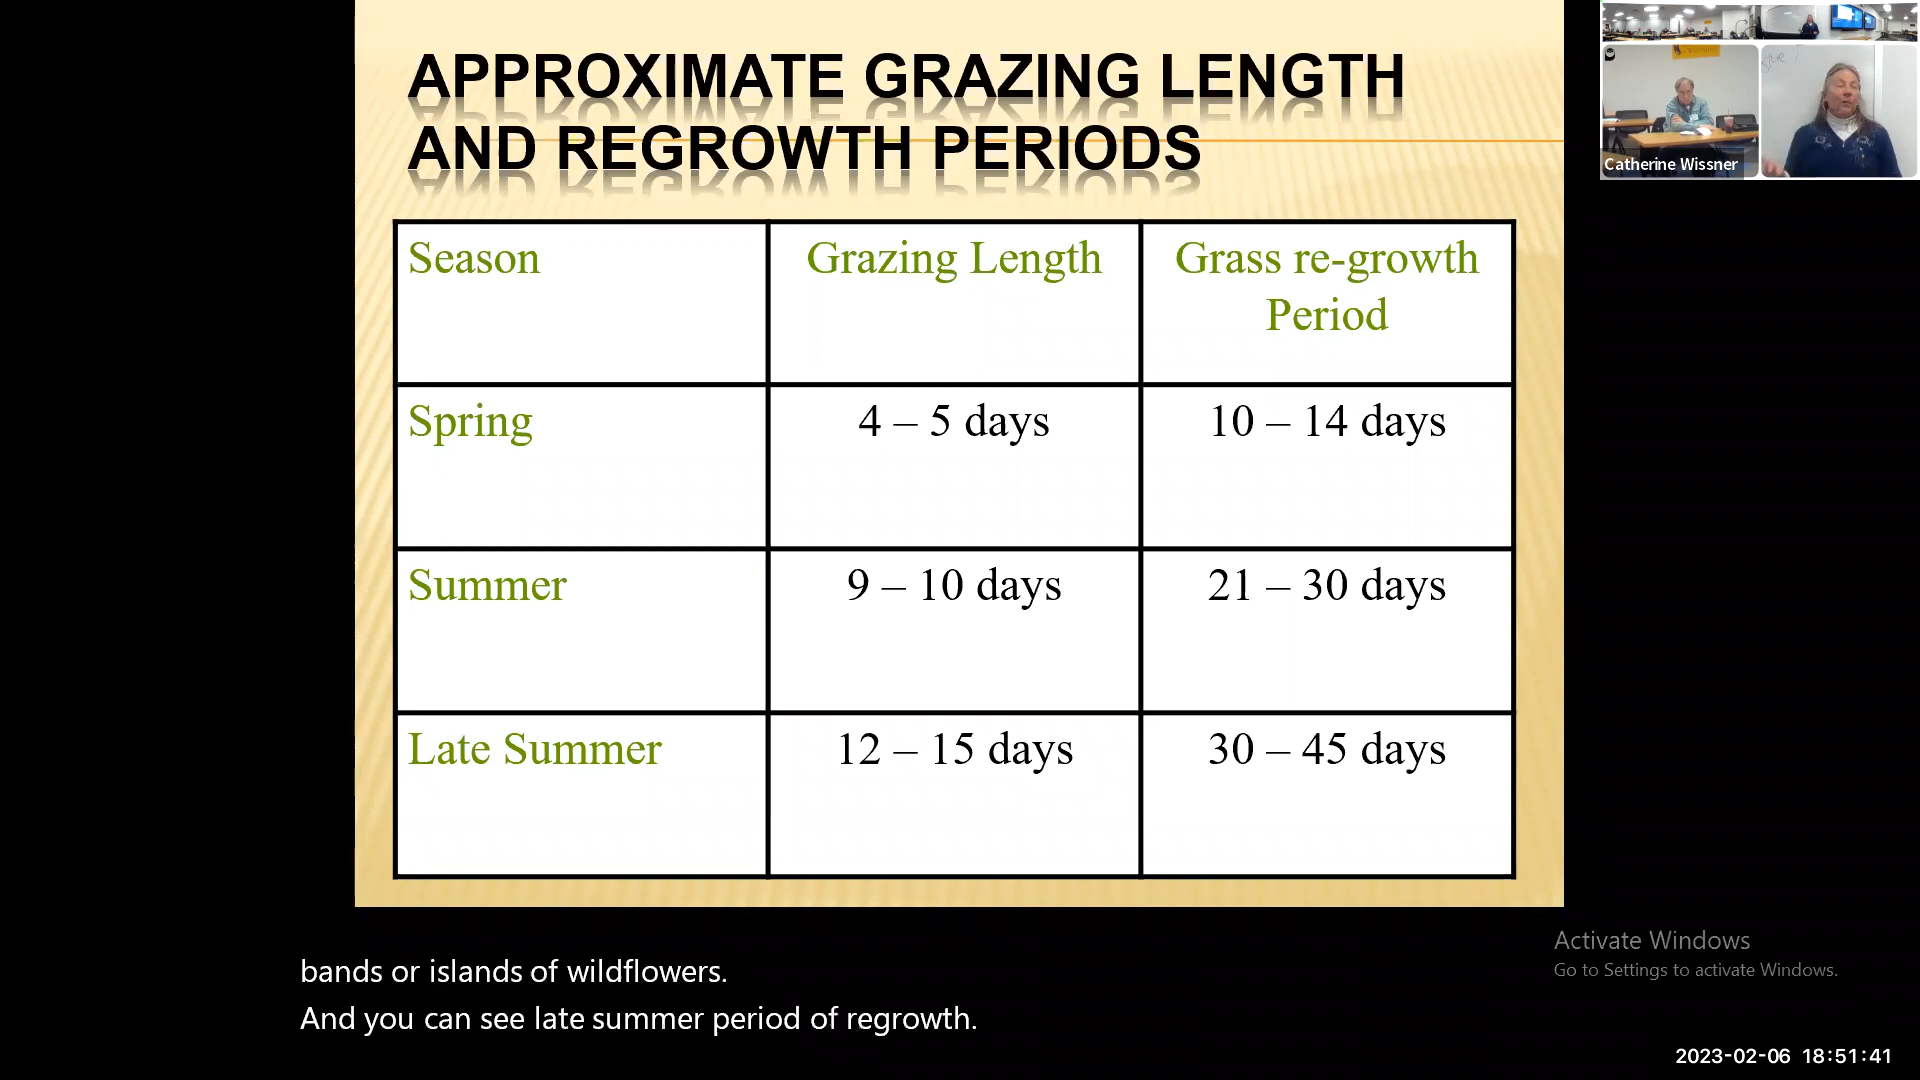 APPROXIMATE GRAZING LENGTH
AND REGROWTH PERIODS
Season
Grazing Length
Grass re-growth
Period
Spring
4 – 5 days
10 – 14 days
Summer
9 – 10 days
21 – 30 days
Late Summer
12 – 15 days
30 – 45 days
Catherine Wissner
bands or islands of wildflowers.
And you can see late summer period of regrowth.
Activate Windows
Go to Settings to activate Windows.
2023-02-06 18:51:41